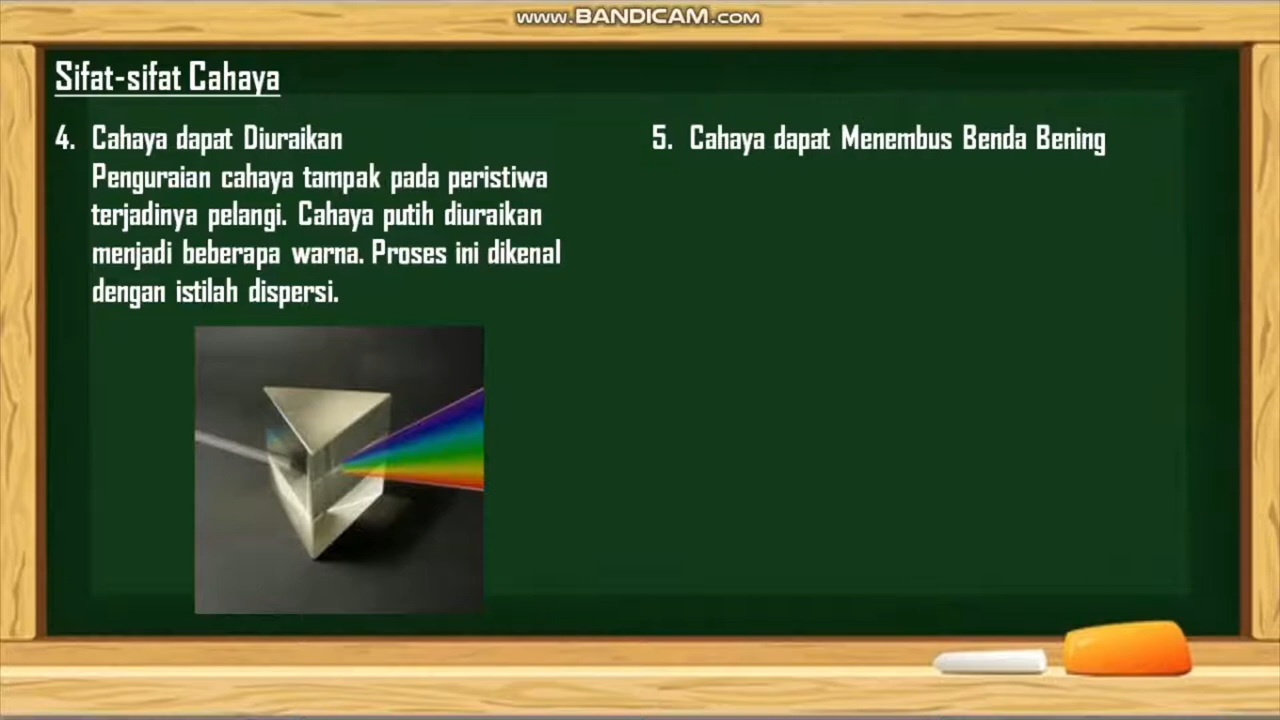 www.BANDICAM.com
Sifat-sifat Cahaya
4. Cahaya dapat Diuraikan
Penguraian cahaya tampak pada peristiwa
terjadinya pelangi. Cahaya putih diuraikan
menjadi beberapa warna. Proses ini dikenal
dengan istilah dispersi.
5. Cahaya dapat Menembus Benda Bening